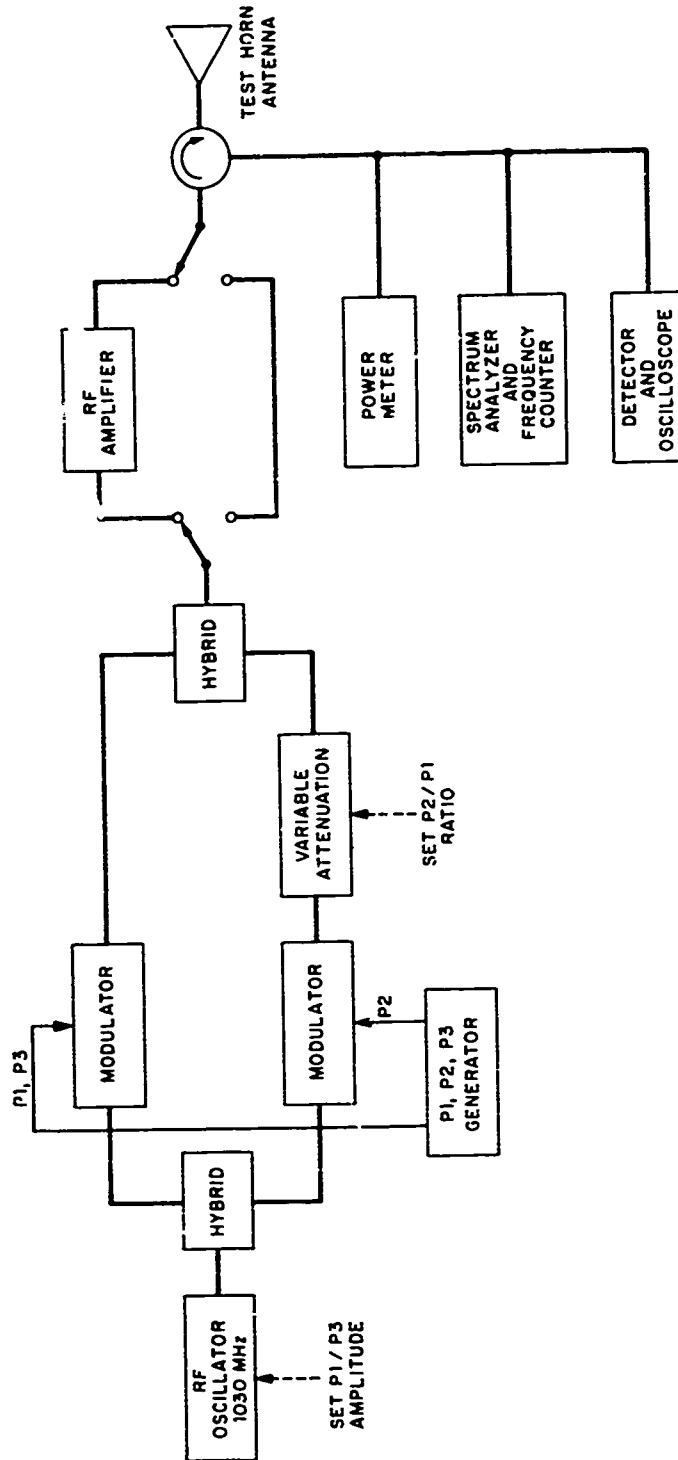 RF
OSCILLATOR
1030 MHz
SET P1/P3
AMPLITUDE
HYBRID
P1, P3
MODULATOR
MODULATOR
P2
P1, P2, P3
GENERATOR
VARIABLE
ATTENUATION
SET P2/P1
RATIO
HYBRID
RF
AMPLIFIER
TEST HORN
ANTENNA
POWER
METER
SPECTRUM
ANALYZER
AND
FREQUENCY
COUNTER
DETECTOR
AND
OSCILLOSCOPE